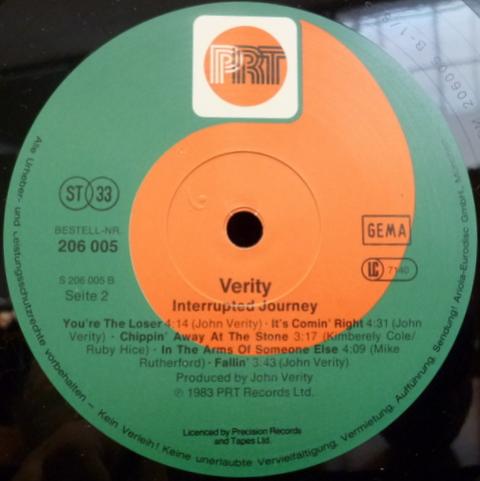 PRT
ST 33
BESTELL-NR.
206 005
GEMA
LC 7140
S 206 005 B
Seite 2
Verity
Interrupted Journey
You're The Loser 4:14 (John Verity) · It's Comin' Right 4:31 (John
Verity) · Chippin' Away At The Stone 3:17 (Kimberely Cole/
Ruby Hice) · In The Arms Of Someone Else 4:09 (Mike
Rutherford) · Fallin' 3:43 (John Verity)
Produced by John Verity
℗ 1983 PRT Records Ltd.
Licenced by Precision Records
and Tapes Ltd.
Alle Urheber- und Leistungsschutzrechte vorbehalten – Kein Verleih! Keine unerlaubte Vervielfältigung, Vermietung, Aufführung, Sendung! Ariola-Eurodisc GmbH,